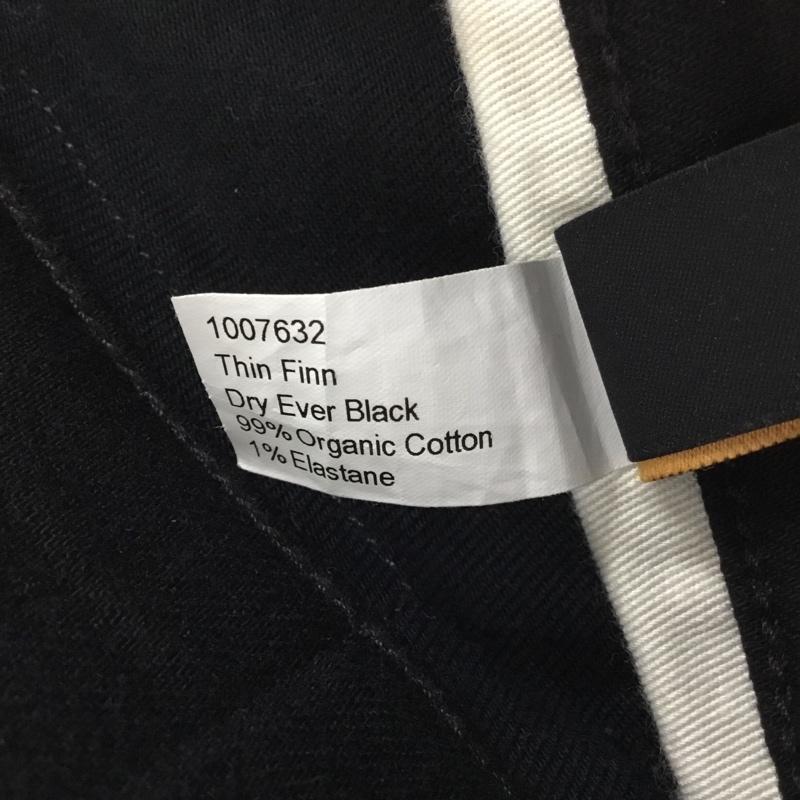 1007632
Thin Finn
Dry Ever Black
99% Organic Cotton
1% Elastane